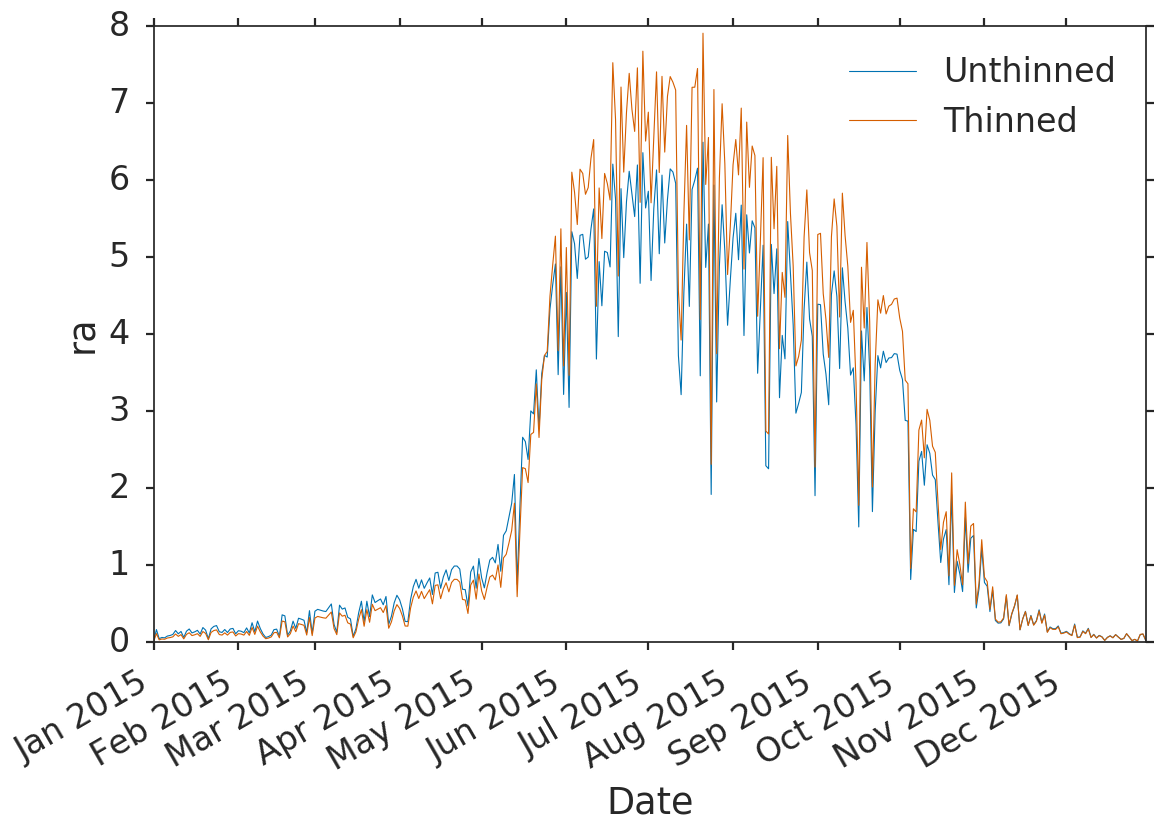 8
7
6
5
4
3
2
1
0
ra
Unthinned
Thinned
Jan 2015
Feb 2015
Mar 2015
Apr 2015
May 2015
Jun 2015
Jul 2015
Aug 2015
Sep 2015
Oct 2015
Nov 2015
Dec 2015
Date